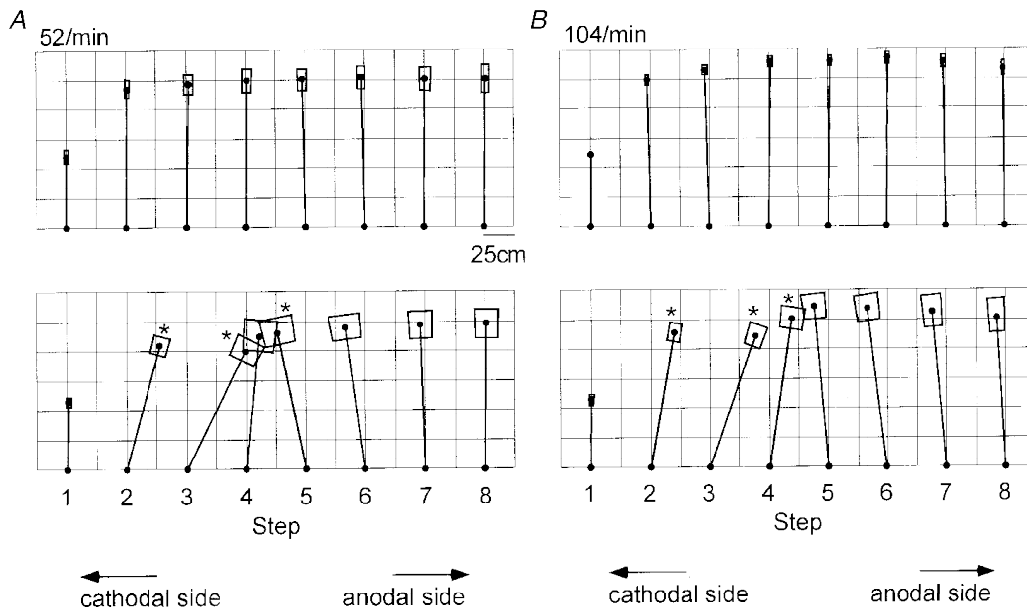 A
52/min
25cm
*
*
*
1 2 3 4 5 6 7 8
Step
cathodal side anodal side
B
104/min
*
*
*
1 2 3 4 5 6 7 8
Step
cathodal side anodal side